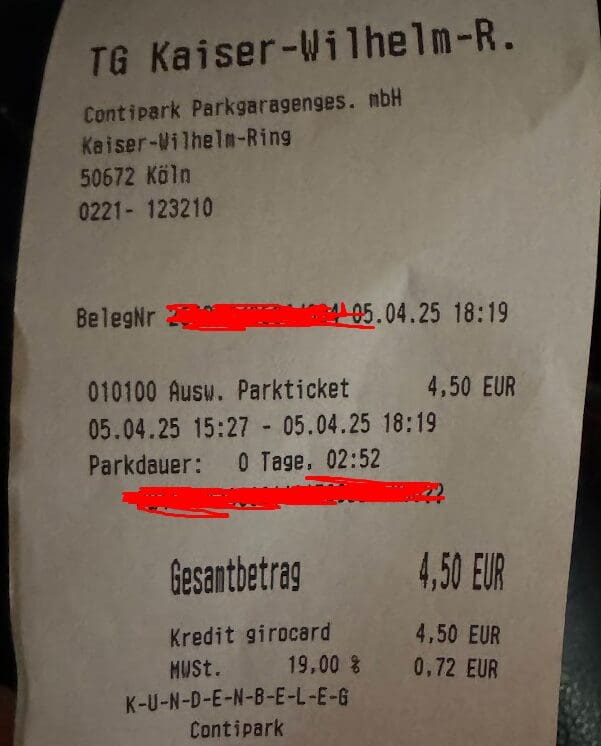 TG Kaiser-Wilhelm-R.
Contipark Parkgaragenges. mbH
Kaiser-Wilhelm-Ring
50672 Köln
0221- 123210
BelegNr 05.04.25 18:19
010100 Ausw. Parkticket 4,50 EUR
05.04.25 15:27 - 05.04.25 18:19
Parkdauer: 0 Tage, 02:52
Gesamtbetrag 4,50 EUR
Kredit girocard 4,50 EUR
MWSt. 19,00 % 0,72 EUR
K-U-N-D-E-N-B-E-L-E-G
Contipark